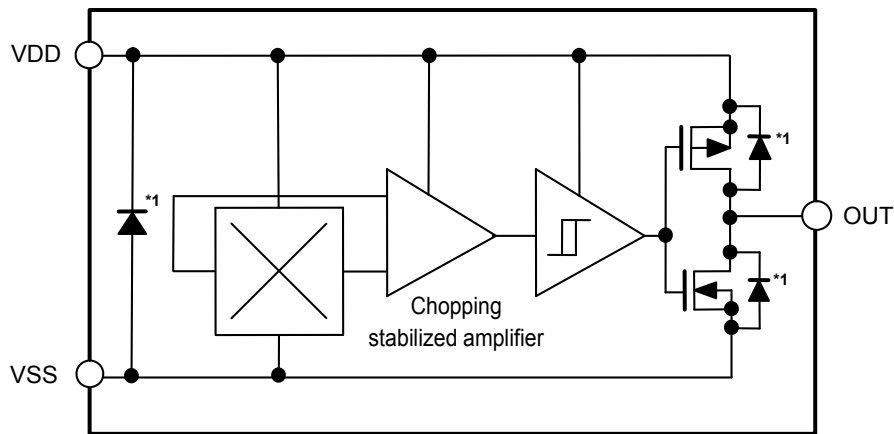 VDD
*1
*1
OUT
*1
Chopping
stabilized amplifier
VSS